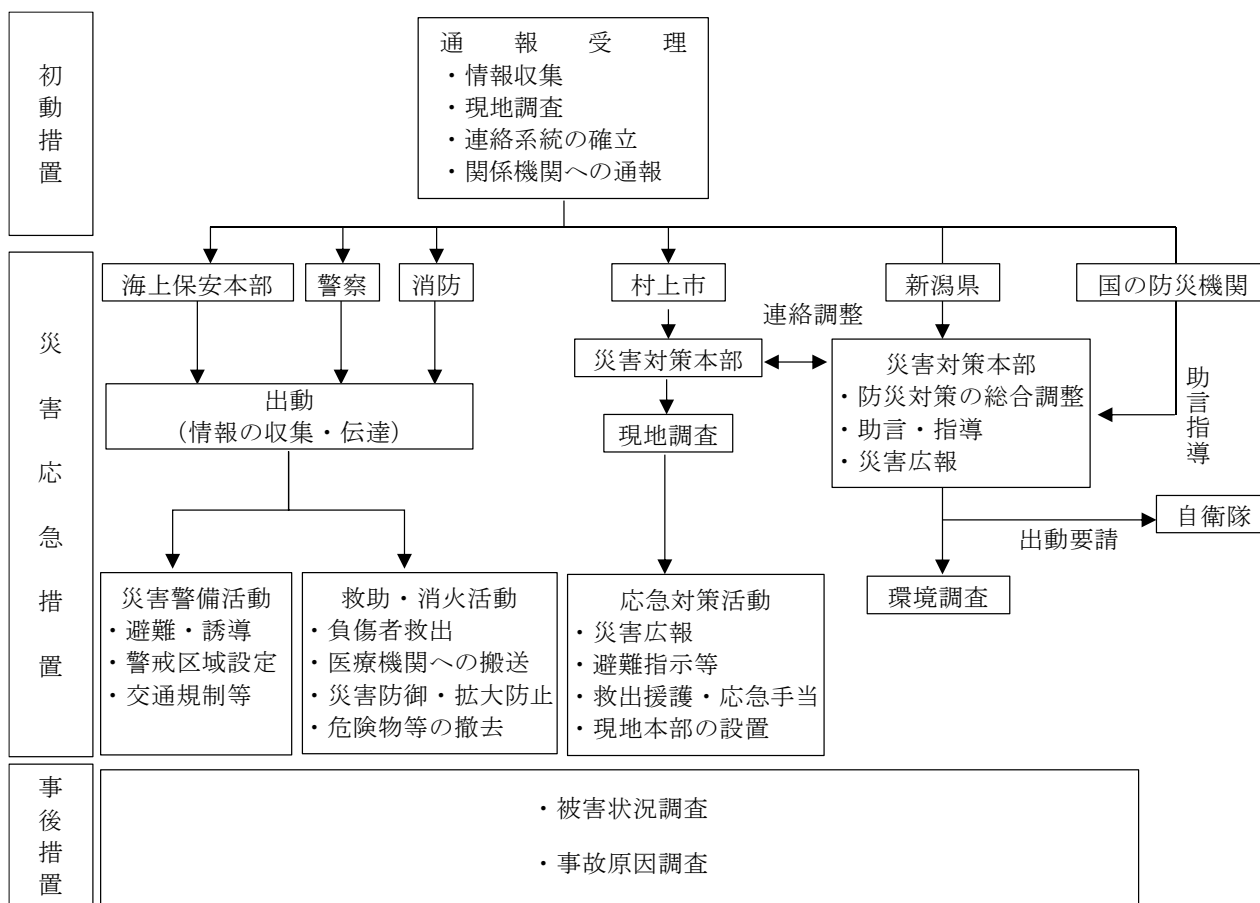 初動措置
通報受理
・情報収集
・現地調査
・連絡系統の確立
・関係機関への通報
災害応急措置
海上保安本部
警察
消防
村上市
新潟県
国の防災機関
連絡調整
災害対策本部
災害対策本部
・防災対策の総合調整
・助言・指導
・災害広報
助言指導
出動
（情報の収集・伝達）
現地調査
自衛隊
出動要請
環境調査
災害警備活動
・避難・誘導
・警戒区域設定
・交通規制等
救助・消火活動
・負傷者救出
・医療機関への搬送
・災害防御・拡大防止
・危険物等の撤去
応急対策活動
・災害広報
・避難指示等
・救出援護・応急手当
・現地本部の設置
事後措置
・被害状況調査
・事故原因調査